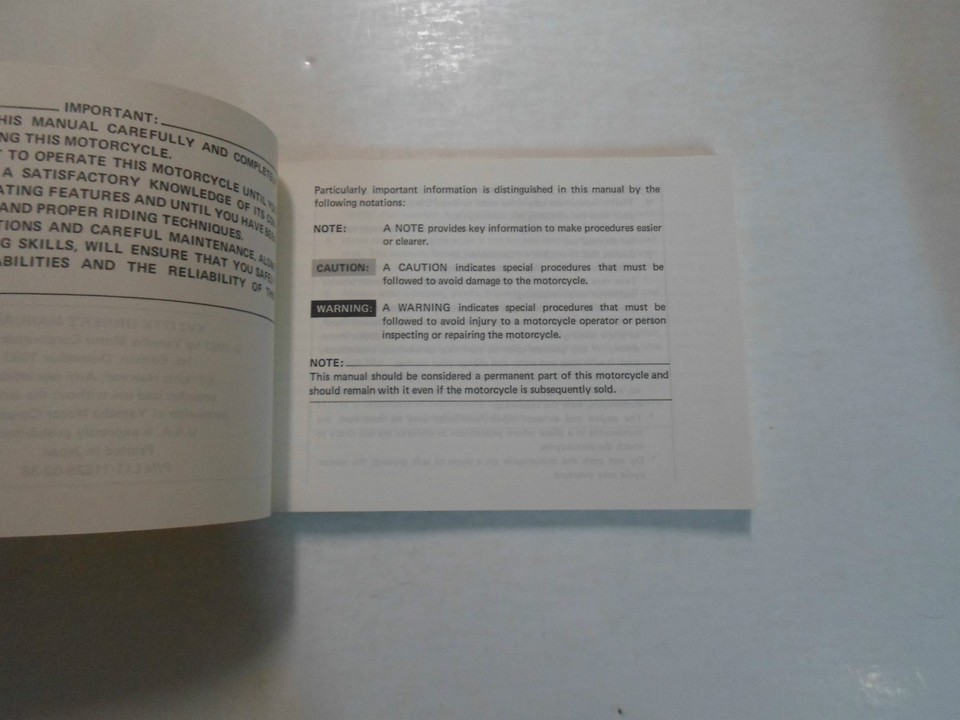 IMPORTANT:
HIS MANUAL CAREFULLY AND COMPLETE
NG THIS MOTORCYCLE.
T TO OPERATE THIS MOTORCYCLE UNTIL
A SATISFACTORY KNOWLEDGE OF ITS
ATING FEATURES AND UNTIL YOU HAVE
AND PROPER RIDING TECHNIQUES.
TIONS AND CAREFUL MAINTENANCE,
G SKILLS, WILL ENSURE THAT YOU
ABILITIES AND THE RELIABILITY OF
Particularly important information is distinguished in this manual by the
following notations:
NOTE: A NOTE provides key information to make procedures easier
or clearer.
CAUTION: A CAUTION indicates special procedures that must be
followed to avoid damage to the motorcycle.
WARNING: A WARNING indicates special procedures that must be
followed to avoid injury to a motorcycle operator or person
inspecting or repairing the motorcycle.
NOTE:
This manual should be considered a permanent part of this motorcycle and
should remain with it even if the motorcycle is subsequently sold.